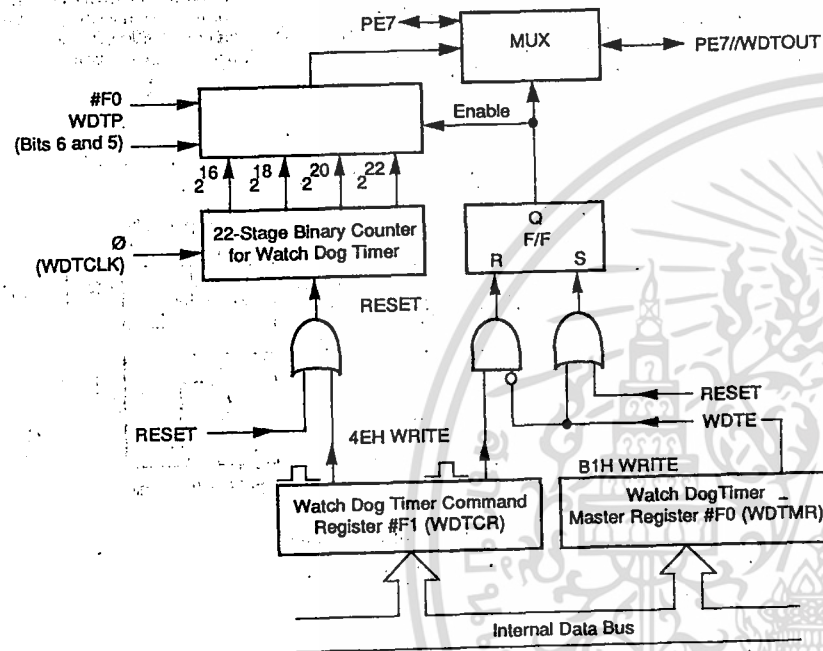 PE7
MUX
PE7//WDTOUT
#F0
WDTP
(Bits 6 and 5)
Enable
2^16 2^18 2^20 2^22
Q
F/F
R S
22-Stage Binary Counter
for Watch Dog Timer
Ø
(WDTCLK)
RESET
RESET
WDTE
RESET
4EH WRITE
B1H WRITE
Watch Dog Timer Command
Register #F1 (WDTCR)
Watch DogTimer
Master Register #F0 (WDTMR)
Internal Data Bus